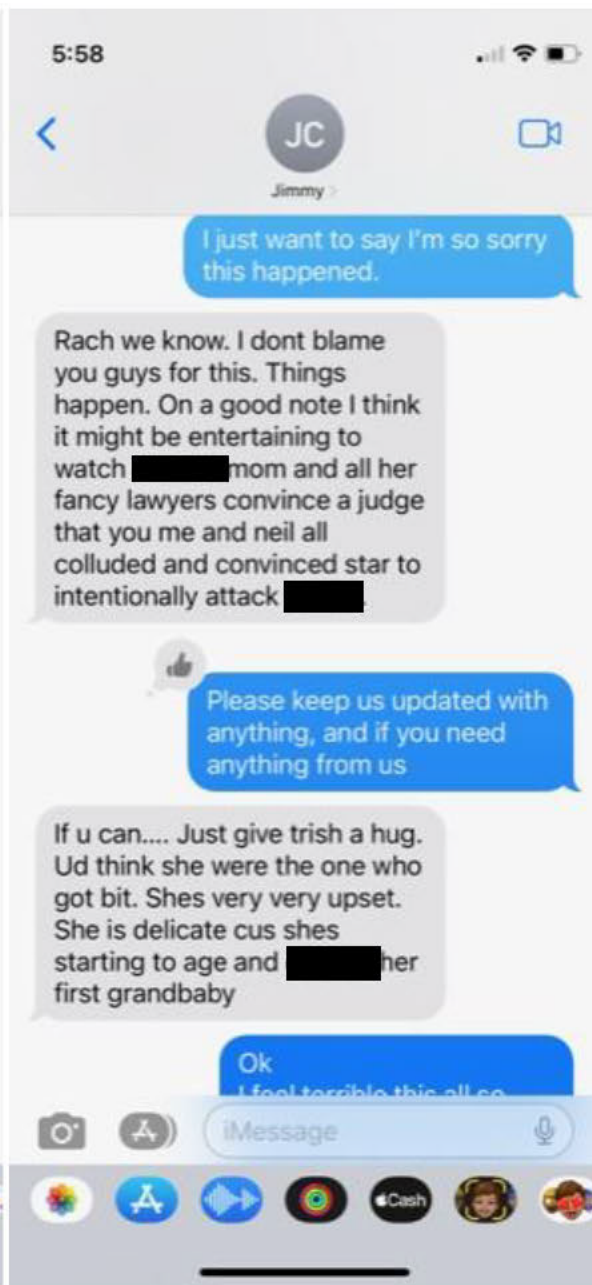 5:58
JC
Jimmy
I just want to say I'm so sorry
this happened.
Rach we know. I dont blame
you guys for this. Things
happen. On a good note I think
it might be entertaining to
watch mom and all her
fancy lawyers convince a judge
that you me and neil all
colluded and convinced star to
intentionally attack
Please keep us updated with
anything, and if you need
anything from us
If u can.... Just give trish a hug.
Ud think she were the one who
got bit. Shes very very upset.
She is delicate cus shes
starting to age and her
first grandbaby
Ok
I feel terrible this all so
iMessage
Cash